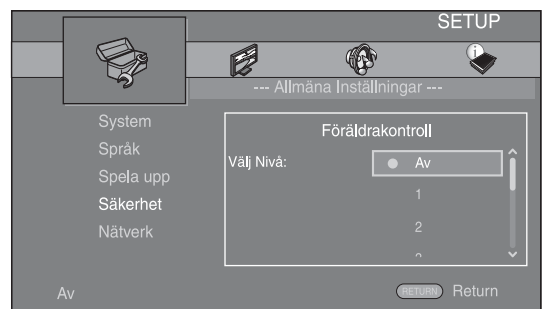 SETUP
--- Allmäna Inställningar ---
System
Språk
Spela upp
Säkerhet
Nätverk
Föräldrakontroll
Välj Nivå:
Av
1
2
Av
RETURN Return